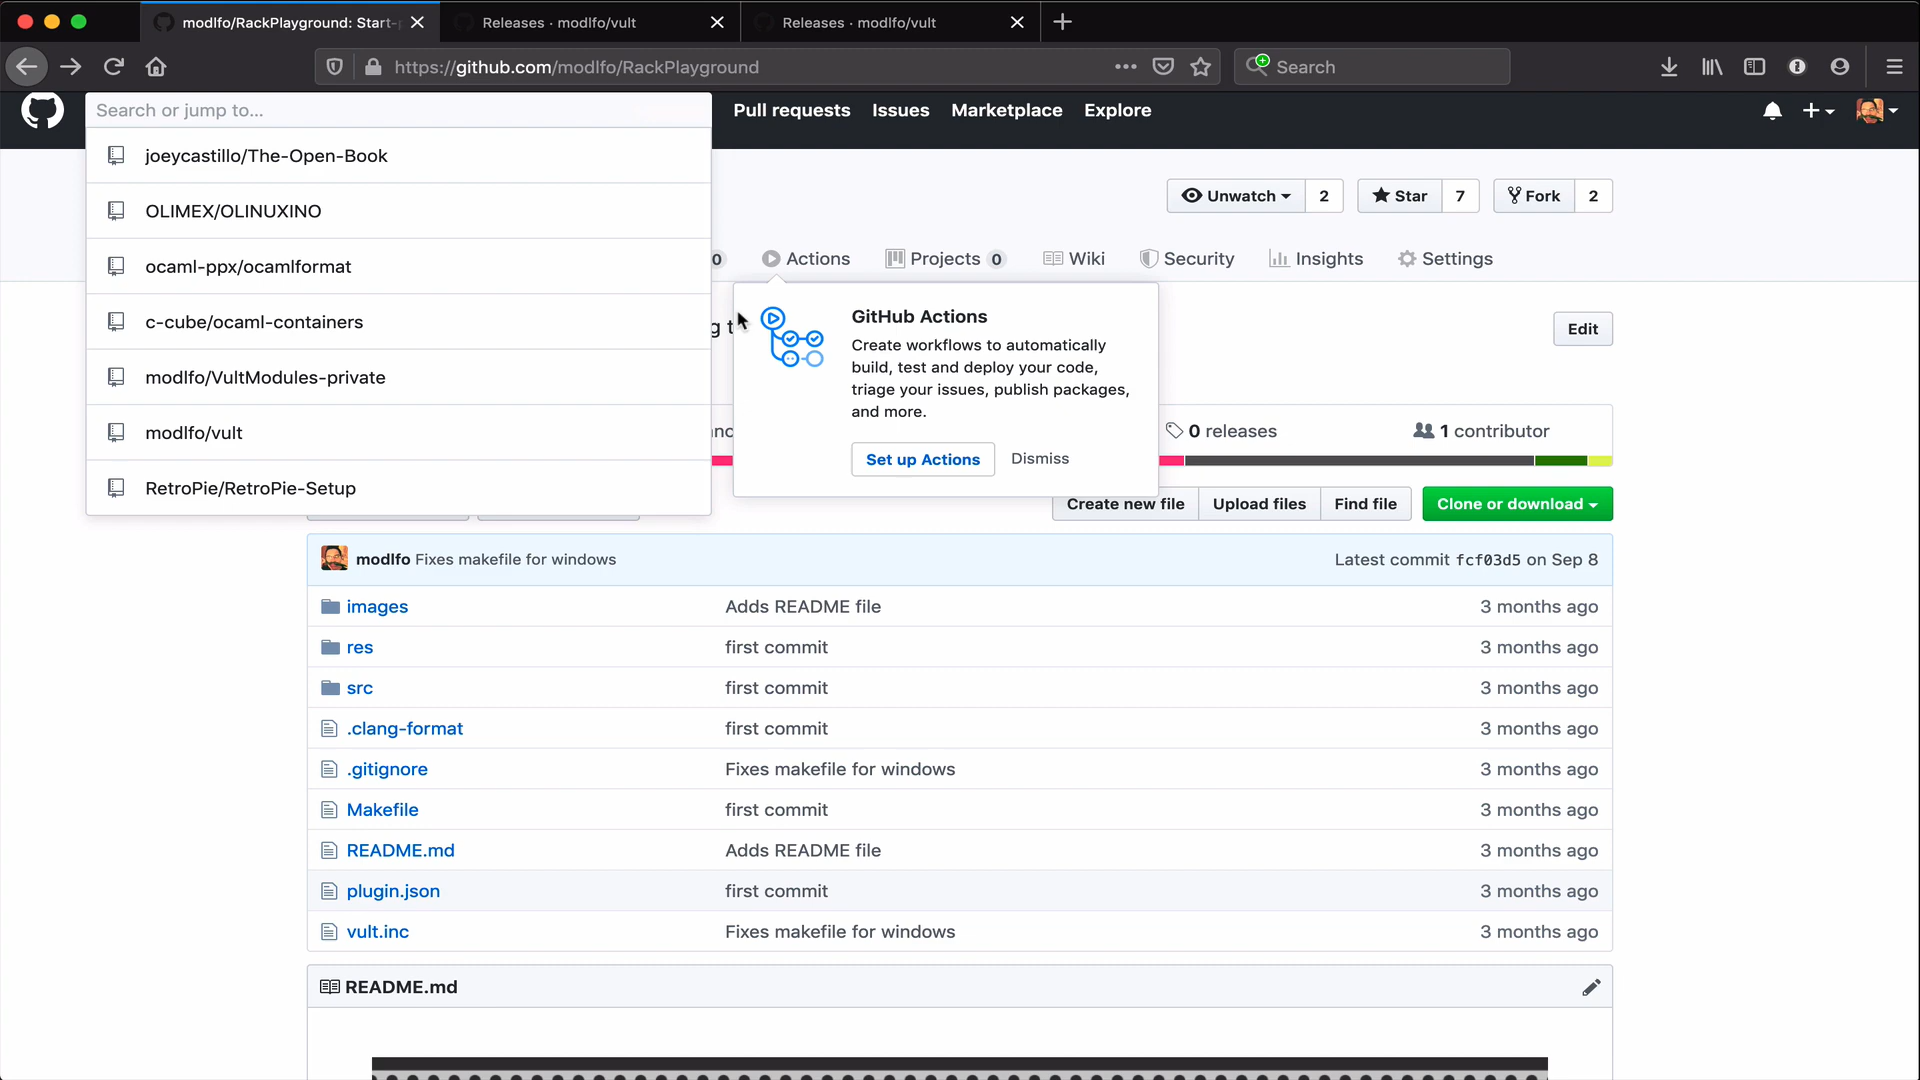 modlfo/RackPlayground: Start-
Releases · modlfo/vult
Releases · modlfo/vult
https://github.com/modlfo/RackPlayground
Search
Search or jump to...
Pull requests
Issues
Marketplace
Explore
joeycastillo/The-Open-Book
OLIMEX/OLINUXINO
ocaml-ppx/ocamlformat
c-cube/ocaml-containers
modlfo/VultModules-private
modlfo/vult
RetroPie/RetroPie-Setup
Unwatch 2
Star 7
Fork 2
0
Actions
Projects 0
Wiki
Security
Insights
Settings
g t
GitHub Actions
Create workflows to automatically
build, test and deploy your code,
triage your issues, publish packages,
and more.
Set up Actions
Dismiss
Edit
0 releases
1 contributor
Create new file
Upload files
Find file
Clone or download
modlfo Fixes makefile for windows Latest commit fcf03d5 on Sep 8
images Adds README file 3 months ago
res first commit 3 months ago
src first commit 3 months ago
.clang-format first commit 3 months ago
.gitignore Fixes makefile for windows 3 months ago
Makefile first commit 3 months ago
README.md Adds README file 3 months ago
plugin.json first commit 3 months ago
vult.inc Fixes makefile for windows 3 months ago
README.md